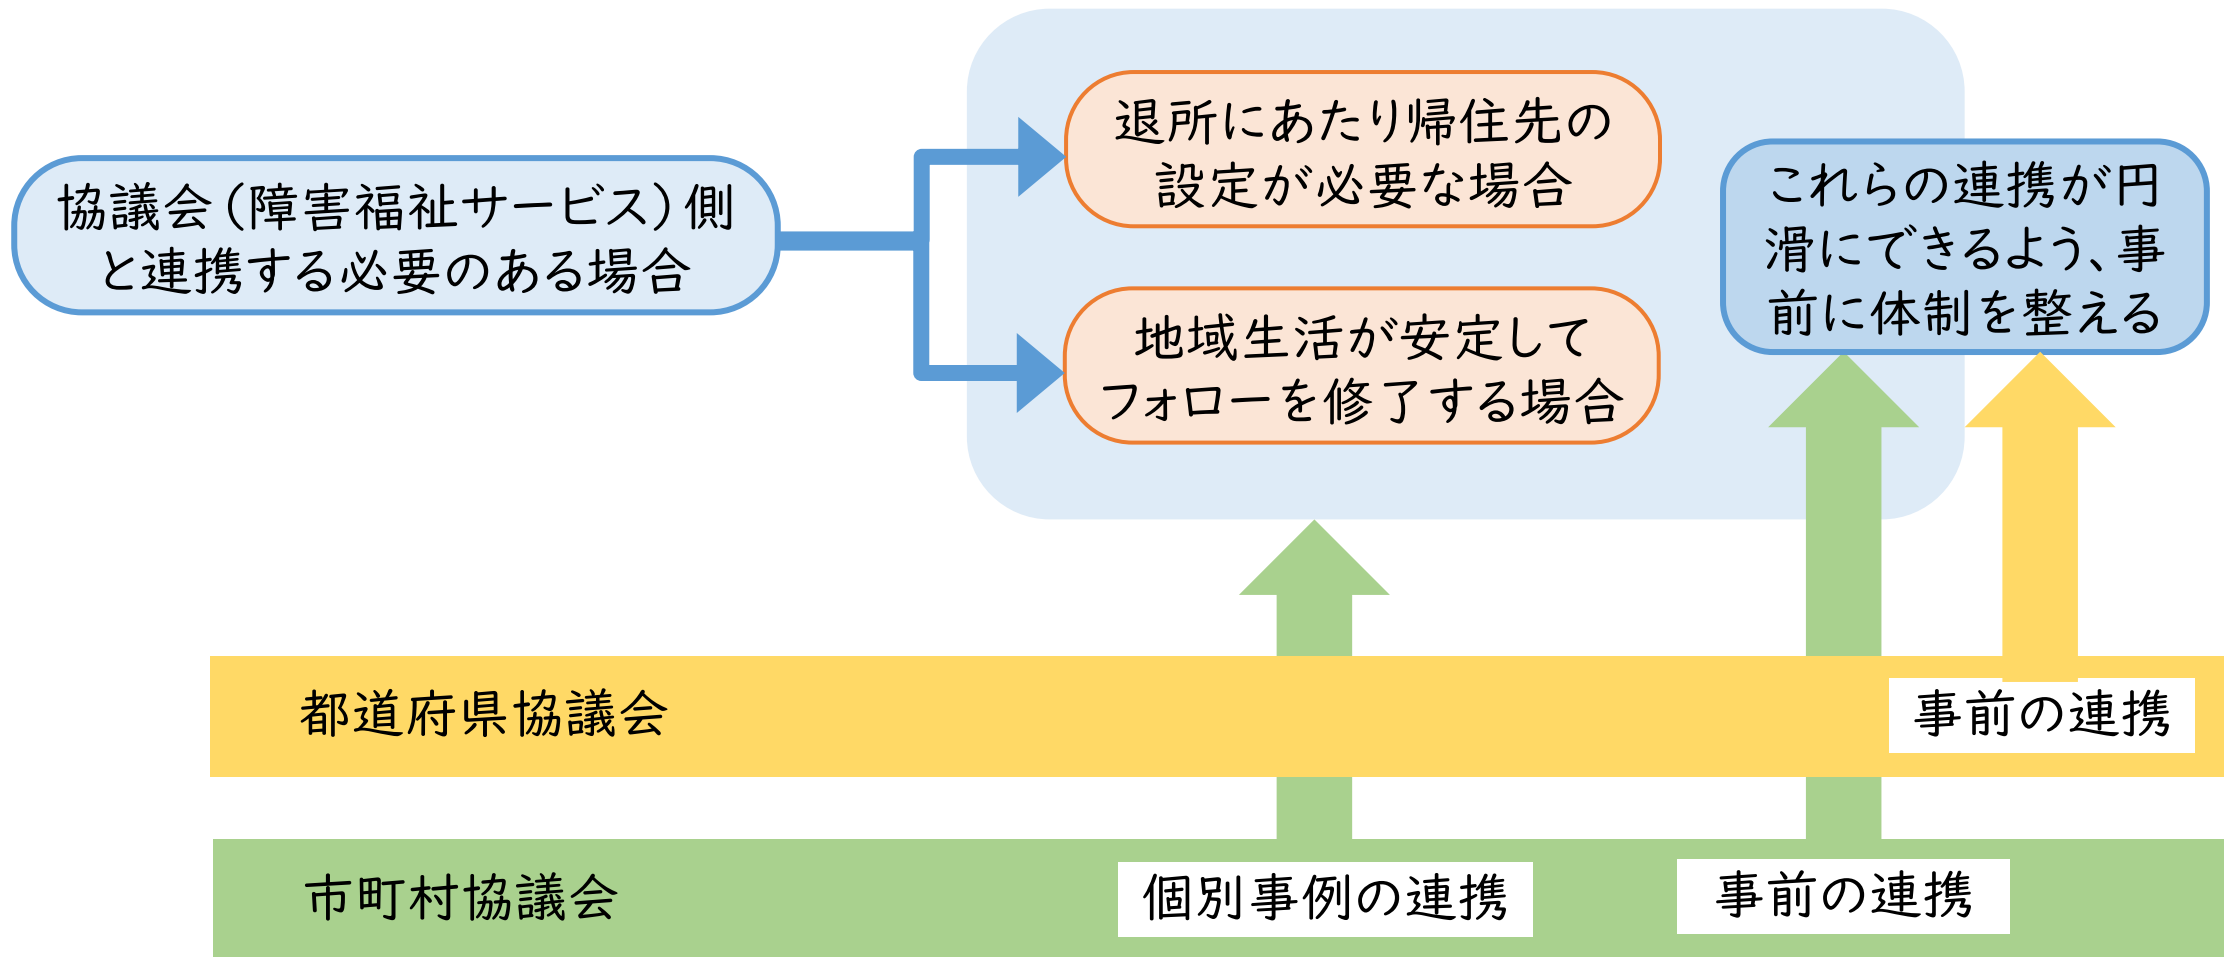 協議会（障害福祉サービス）側
と連携する必要のある場合
退所にあたり帰住先の
設定が必要な場合
地域生活が安定して
フォローを修了する場合
これらの連携が円
滑にできるよう、事
前に体制を整える
都道府県協議会
事前の連携
市町村協議会
個別事例の連携
事前の連携